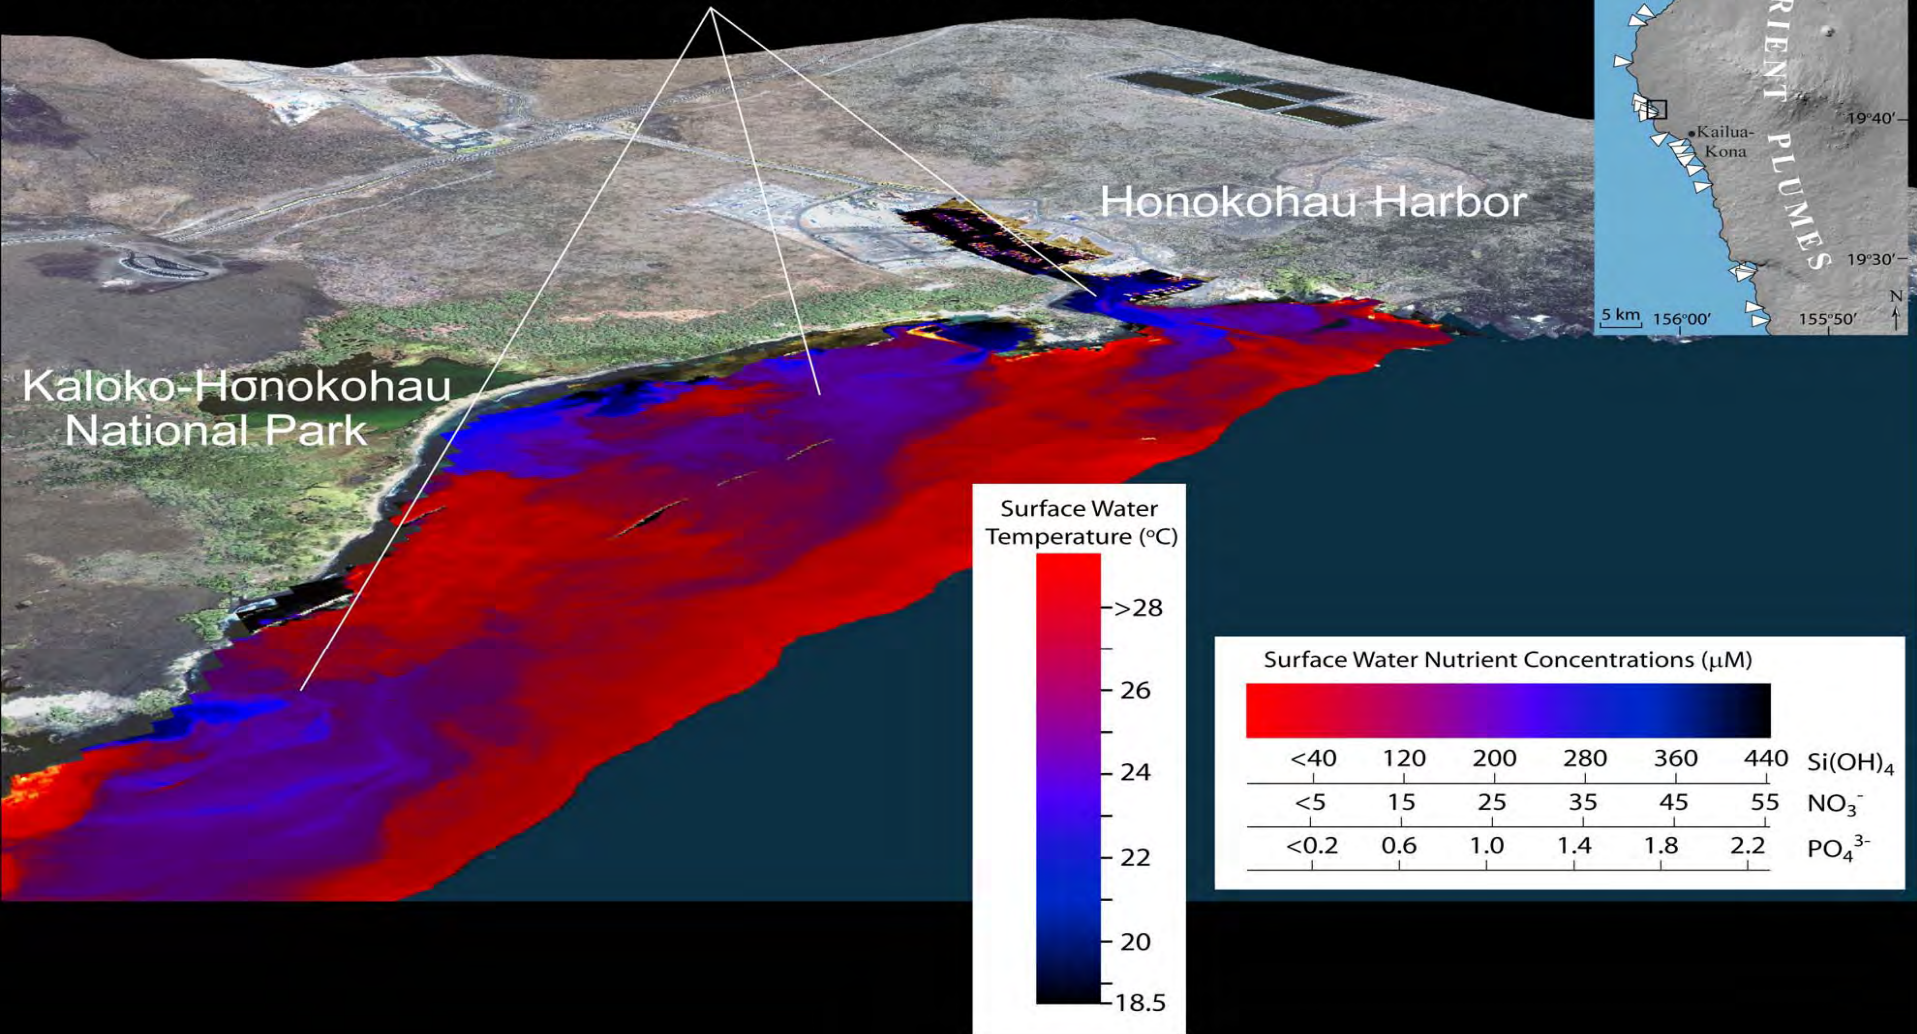 RIENT PLUMES
19°40'
Kailua-
Kona
19°30'
N
5 km
156°00'
155°50'
Honokohau Harbor
Kaloko-Honokohau
National Park
Surface Water
Temperature (°C)
>28
26
24
22
20
18.5
Surface Water Nutrient Concentrations (µM)
<40 120 200 280 360 440 Si(OH)₄
<5 15 25 35 45 55 NO₃⁻
<0.2 0.6 1.0 1.4 1.8 2.2 PO₄³⁻